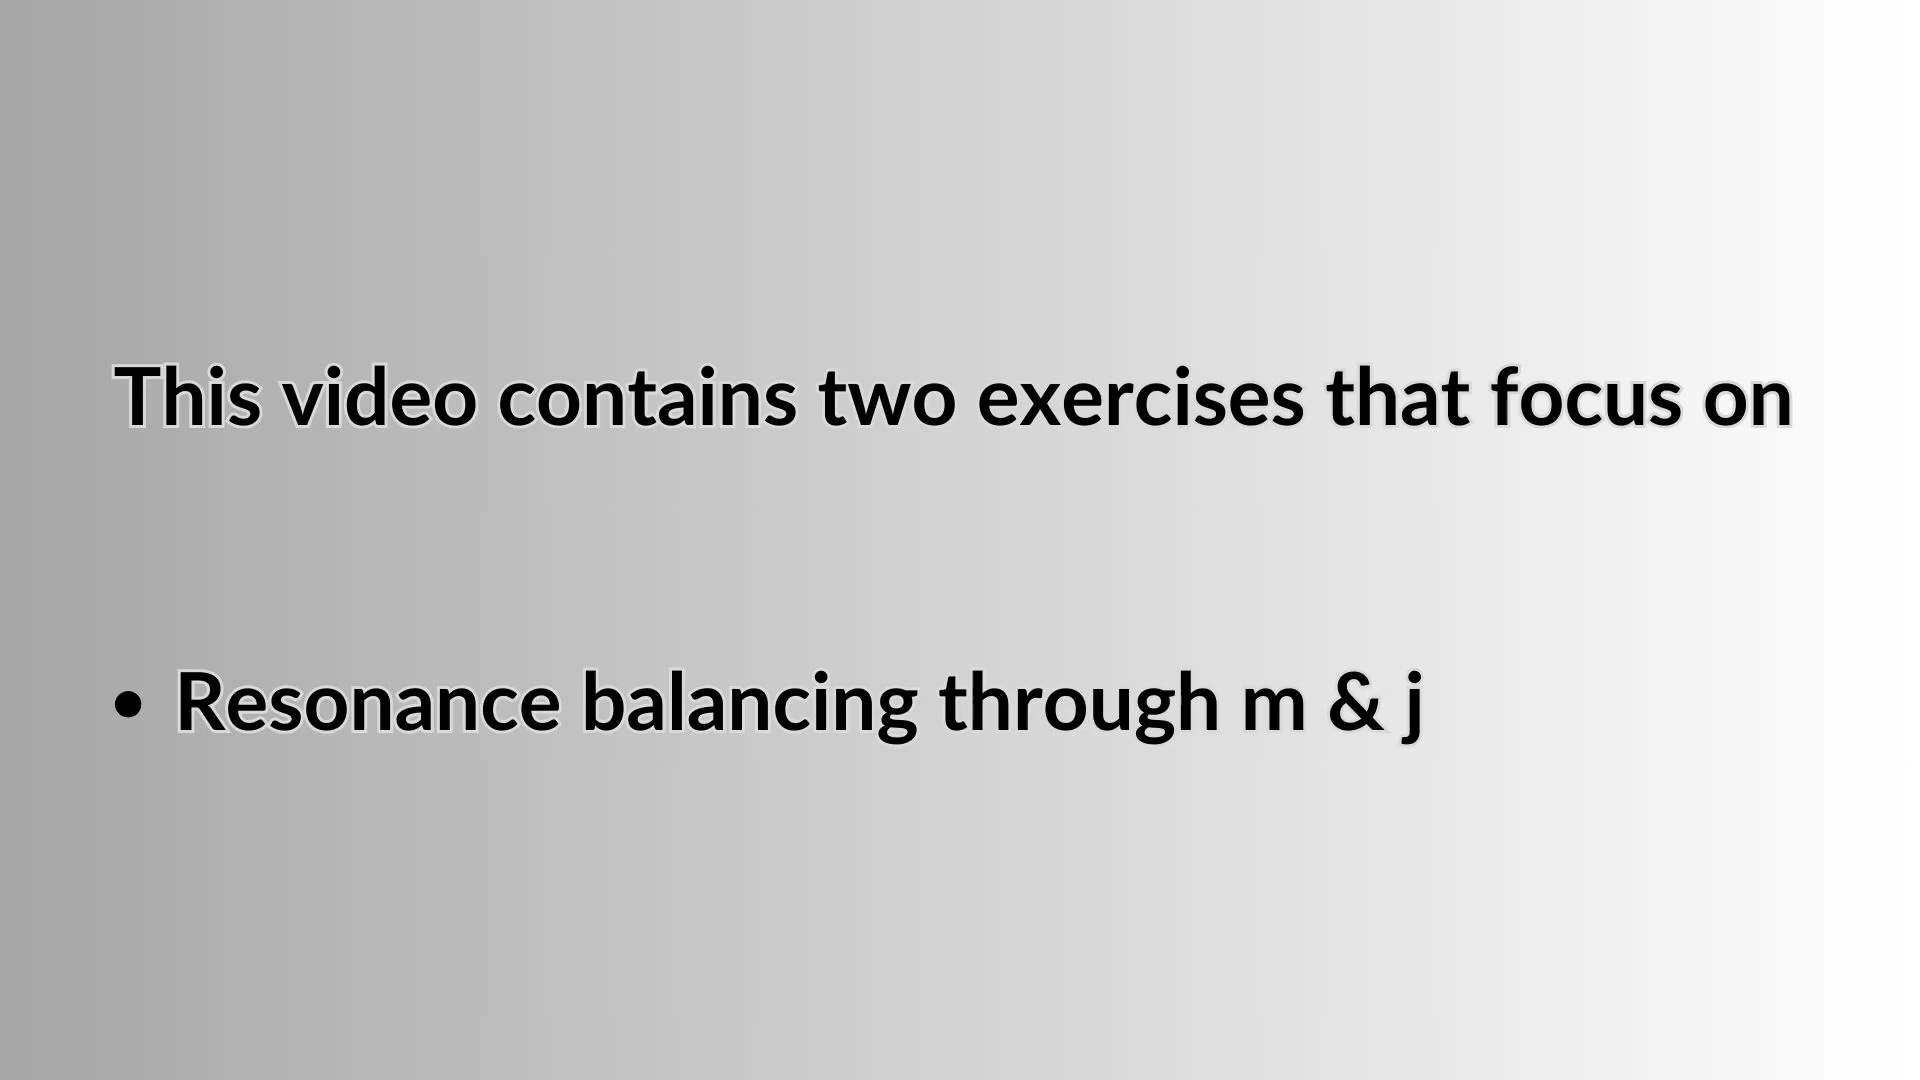 This video contains two exercises that focus on
• Resonance balancing through m & j